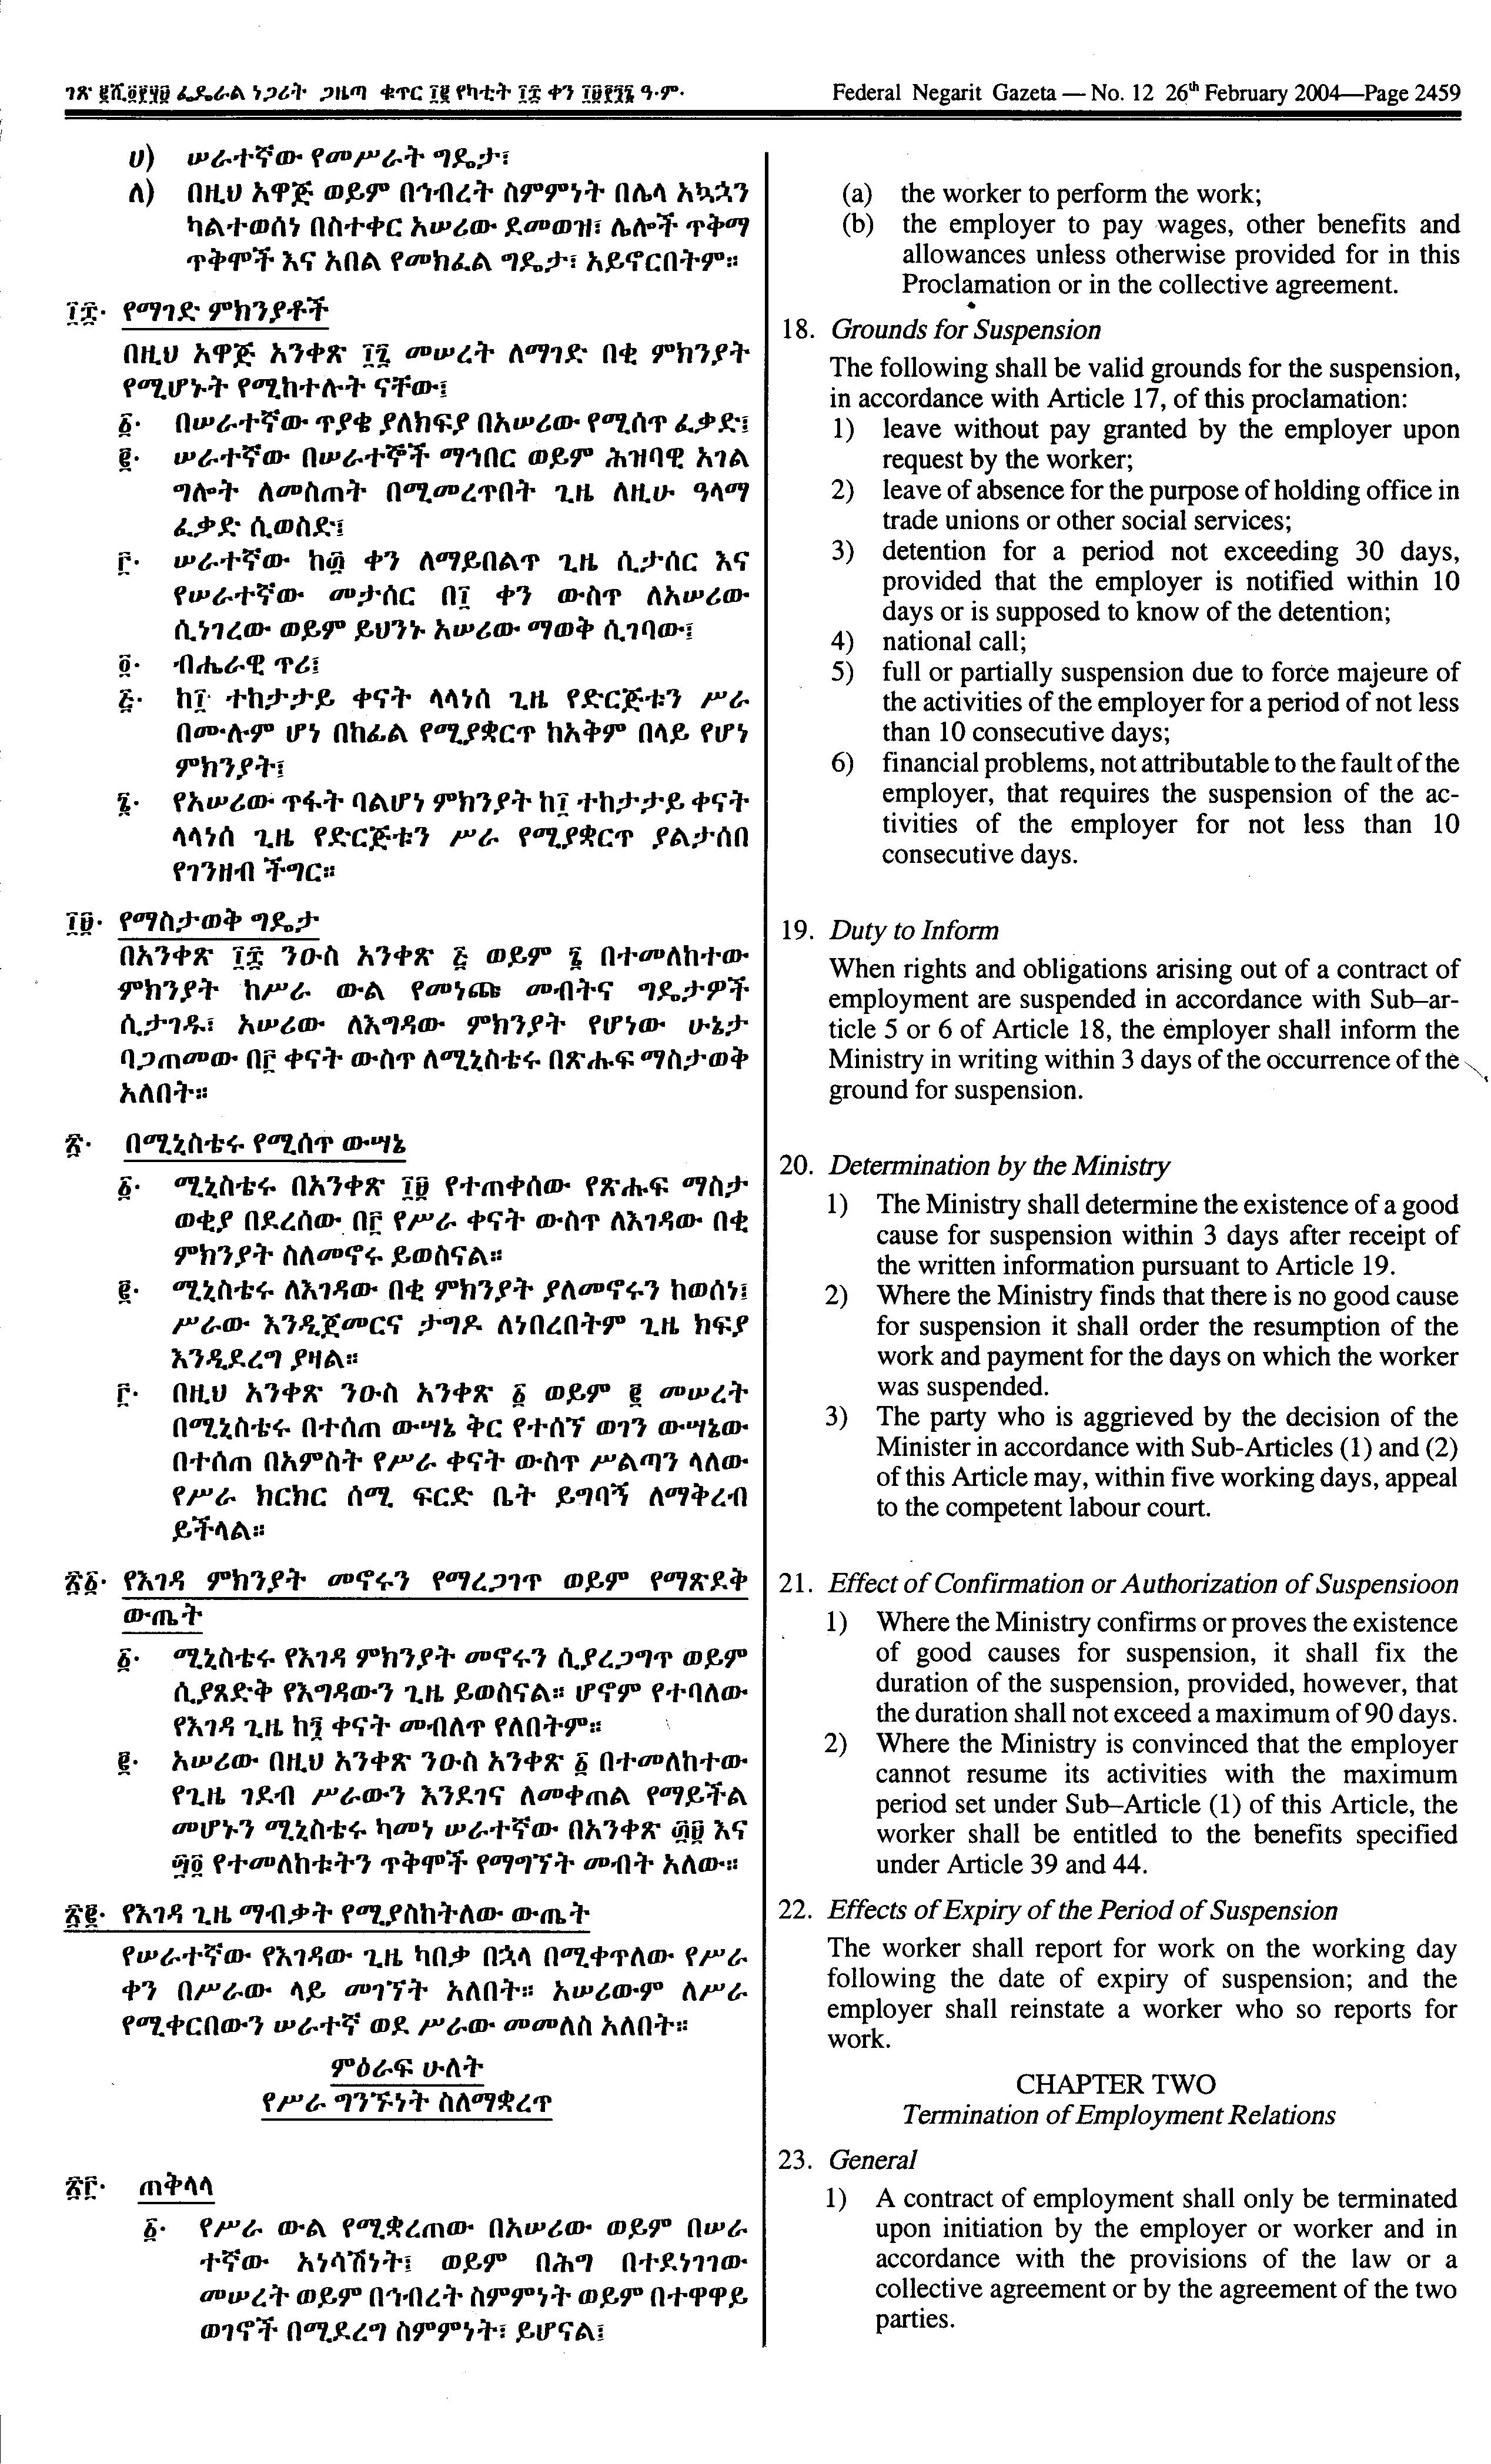 ገጽ ፪ሺ፬፻፶፱ ፌዴራል ነጋሪት ጋዜጣ ቁጥር ፲፪ የካቲት ፲፰ ቀን ፲፱፻፺፮ ዓ.ም.
ሀ) ሠራተኛው የመሥራት ግዴታ፣
ለ) በዚህ አዋጅ ወይም በኅብረት ስምምነት በሌላ አኳኋን
ካልተወሰነ በስተቀር አሠሪው ደመወዝ፣ ሌሎች ጥቅማ
ጥቅሞች እና አበል የመክፈል ግዴታ፣ አይኖርበትም።
፲፰. የማገድ ምክንያቶች
በዚህ አዋጅ አንቀጽ ፲፯ መሠረት ለማገድ በቂ ምክንያት
የሚሆኑት የሚከተሉት ናቸው፤
፩. በሠራተኛው ጥያቄ ያለክፍያ በአሠሪው የሚሰጥ ፈቃድ፤
፪. ሠራተኛው በሠራተኞች ማኅበር ወይም ሕዝባዊ አገል
ግሎት ለመስጠት በሚመረጥበት ጊዜ ለዚሁ ዓላማ
ፈቃድ ሲወስድ፤
፫. ሠራተኛው ከ፴ ቀን ለማይበልጥ ጊዜ ሲታሰር እና
የሠራተኛው መታሰር በ፲ ቀን ውስጥ ለአሠሪው
ሲነገረው ወይም ይህንኑ አሠሪው ማወቅ ሲገባው፤
፬. ብሔራዊ ጥሪ፤
፭. ከ፲ ተከታታይ ቀናት ላላነሰ ጊዜ የድርጅቱን ሥራ
በሙሉም ሆነ በከፊል የሚያቋርጥ ከአቅም በላይ የሆነ
ምክንያት፤
፮. የአሠሪው ጥፋት ባልሆነ ምክንያት ከ፲ ተከታታይ ቀናት
ላላነሰ ጊዜ የድርጅቱን ሥራ የሚያቋርጥ ያልታሰበ
የገንዘብ ችግር።
፲፱. የማስታወቅ ግዴታ
በአንቀጽ ፲፰ ንዑስ አንቀጽ ፭ ወይም ፮ በተመለከተው
ምክንያት ከሥራ ውል የመነጩ መብትና ግዴታዎች
ሲታገዱ፣ አሠሪው ለእግዳው ምክንያት የሆነው ሁኔታ
ባጋጠመው በ፫ ቀናት ውስጥ ለሚኒስቴሩ በጽሑፍ ማስታወቅ
አለበት።
፳. በሚኒስቴሩ የሚሰጥ ውሣኔ
፩. ሚኒስቴሩ በአንቀጽ ፲፱ የተጠቀሰው የጽሑፍ ማስታ
ወቂያ በደረሰው በ፫ የሥራ ቀናት ውስጥ ለእገዳው በቂ
ምክንያት ስለመኖሩ ይወስናል።
፪. ሚኒስቴሩ ለእገዳው በቂ ምክንያት ያለመኖሩን ከወሰነ፤
ሥራው እንዲጀመርና ታግዶ ለነበረበትም ጊዜ ክፍያ
እንዲደረግ ያዛል።
፫. በዚህ አንቀጽ ንዑስ አንቀጽ ፩ ወይም ፪ መሠረት
በሚኒስቴሩ በተሰጠ ውሣኔ ቅር የተሰኘ ወገን ውሣኔው
በተሰጠ በአምስት የሥራ ቀናት ውስጥ ሥልጣን ላለው
የሥራ ክርክር ሰሚ ፍርድ ቤት ይግባኝ ለማቅረብ
ይችላል።
፳፩. የእገዳ ምክንያት መኖሩን የማረጋገጥ ወይም የማጽደቅ
ውጤት
፩. ሚኒስቴሩ የእገዳ ምክንያት መኖሩን ሲያረጋግጥ ወይም
ሲያጸድቅ የእግዳውን ጊዜ ይወስናል። ሆኖም የተባለው
የእገዳ ጊዜ ከ፺ ቀናት መብለጥ የለበትም።
፪. አሠሪው በዚህ አንቀጽ ንዑስ አንቀጽ ፩ በተመለከተው
የጊዜ ገደብ ሥራውን እንደገና ለመቀጠል የማይችል
መሆኑን ሚኒስቴሩ ካመነ ሠራተኛው በአንቀጽ ፴፱ እና
፵፬ የተመለከቱትን ጥቅሞች የማግኘት መብት አለው።
፳፪. የእገዳ ጊዜ ማብቃት የሚያስከትለው ውጤት
የሠራተኛው የእገዳው ጊዜ ካበቃ በኋላ በሚቀጥለው የሥራ
ቀን በሥራው ላይ መገኘት አለበት። አሠሪውም ለሥራ
የሚቀርበውን ሠራተኛ ወደ ሥራው መመለስ አለበት።
ምዕራፍ ሁለት
የሥራ ግንኙነት ስለማቋረጥ
፳፫. ጠቅላላ
፩. የሥራ ውል የሚቋረጠው በአሠሪው ወይም በሠራ
ተኛው አነሳሽነት፤ ወይም በሕግ በተደነገገው
መሠረት ወይም በኅብረት ስምምነት ወይም በተዋዋይ
ወገኖች በሚደረግ ስምምነት፣ ይሆናል፤
Federal Negarit Gazeta — No. 12 26th February 2004—Page 2459
(a) the worker to perform the work;
(b) the employer to pay wages, other benefits and
allowances unless otherwise provided for in this
Proclamation or in the collective agreement.
18. Grounds for Suspension
The following shall be valid grounds for the suspension,
in accordance with Article 17, of this proclamation:
1) leave without pay granted by the employer upon
request by the worker;
2) leave of absence for the purpose of holding office in
trade unions or other social services;
3) detention for a period not exceeding 30 days,
provided that the employer is notified within 10
days or is supposed to know of the detention;
4) national call;
5) full or partially suspension due to force majeure of
the activities of the employer for a period of not less
than 10 consecutive days;
6) financial problems, not attributable to the fault of the
employer, that requires the suspension of the ac-
tivities of the employer for not less than 10
consecutive days.
19. Duty to Inform
When rights and obligations arising out of a contract of
employment are suspended in accordance with Sub–ar-
ticle 5 or 6 of Article 18, the employer shall inform the
Ministry in writing within 3 days of the occurrence of the
ground for suspension.
20. Determination by the Ministry
1) The Ministry shall determine the existence of a good
cause for suspension within 3 days after receipt of
the written information pursuant to Article 19.
2) Where the Ministry finds that there is no good cause
for suspension it shall order the resumption of the
work and payment for the days on which the worker
was suspended.
3) The party who is aggrieved by the decision of the
Minister in accordance with Sub-Articles (1) and (2)
of this Article may, within five working days, appeal
to the competent labour court.
21. Effect of Confirmation or Authorization of Suspensioon
1) Where the Ministry confirms or proves the existence
of good causes for suspension, it shall fix the
duration of the suspension, provided, however, that
the duration shall not exceed a maximum of 90 days.
2) Where the Ministry is convinced that the employer
cannot resume its activities with the maximum
period set under Sub–Article (1) of this Article, the
worker shall be entitled to the benefits specified
under Article 39 and 44.
22. Effects of Expiry of the Period of Suspension
The worker shall report for work on the working day
following the date of expiry of suspension; and the
employer shall reinstate a worker who so reports for
work.
CHAPTER TWO
Termination of Employment Relations
23. General
1) A contract of employment shall only be terminated
upon initiation by the employer or worker and in
accordance with the provisions of the law or a
collective agreement or by the agreement of the two
parties.